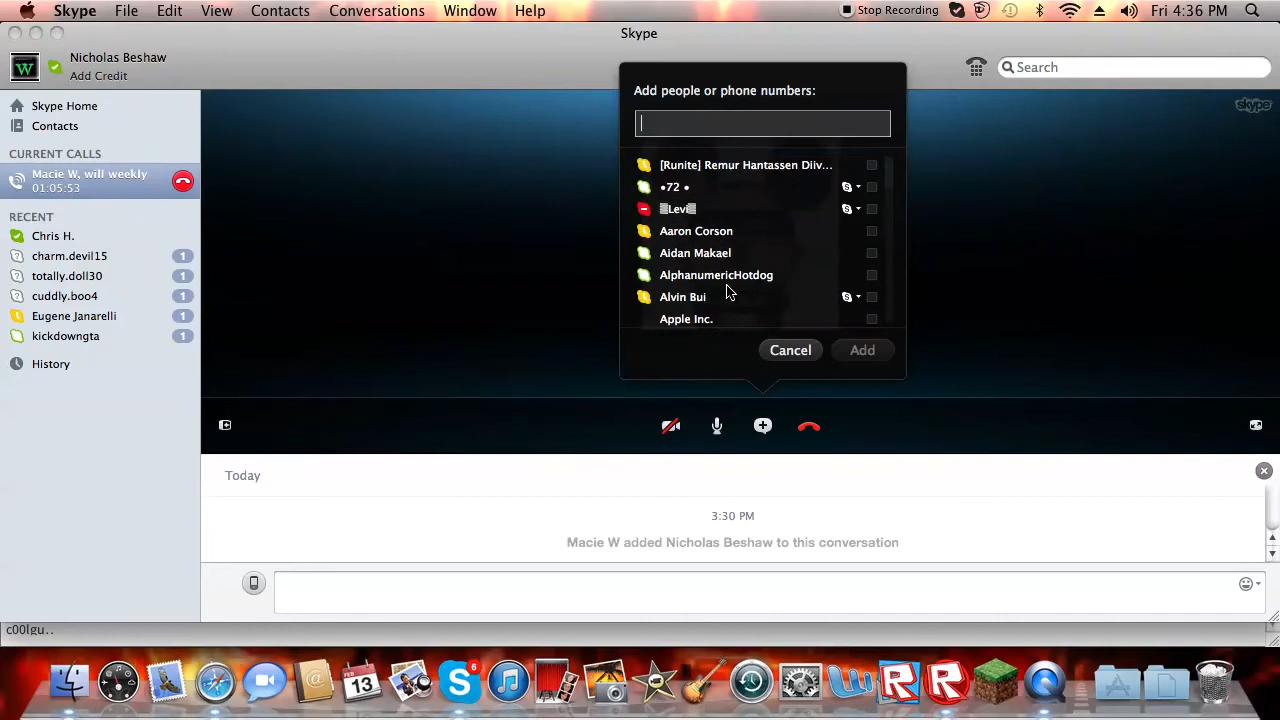 Skype File Edit View Contacts Conversations Window Help Stop Recording Fri 4:36 PM
Skype
Nicholas Beshaw
Add Credit
W
Search
Skype Home
Contacts
CURRENT CALLS
Macie W, will weekly
01:05:53
RECENT
Chris H.
charm.devil15 1
totally.doll30 1
cuddly.boo4 1
Eugene Janarelli 1
kickdowngta 1
History
skype
Add people or phone numbers:
[Runite] Remur Hantassen Diiv...
•72 •
▒Levi▒
Aaron Corson
Aidan Makael
AlphanumericHotdog
Alvin Bui
Apple Inc.
Cancel Add
Today
3:30 PM
Macie W added Nicholas Beshaw to this conversation
c00lgu..
FEB
13
6